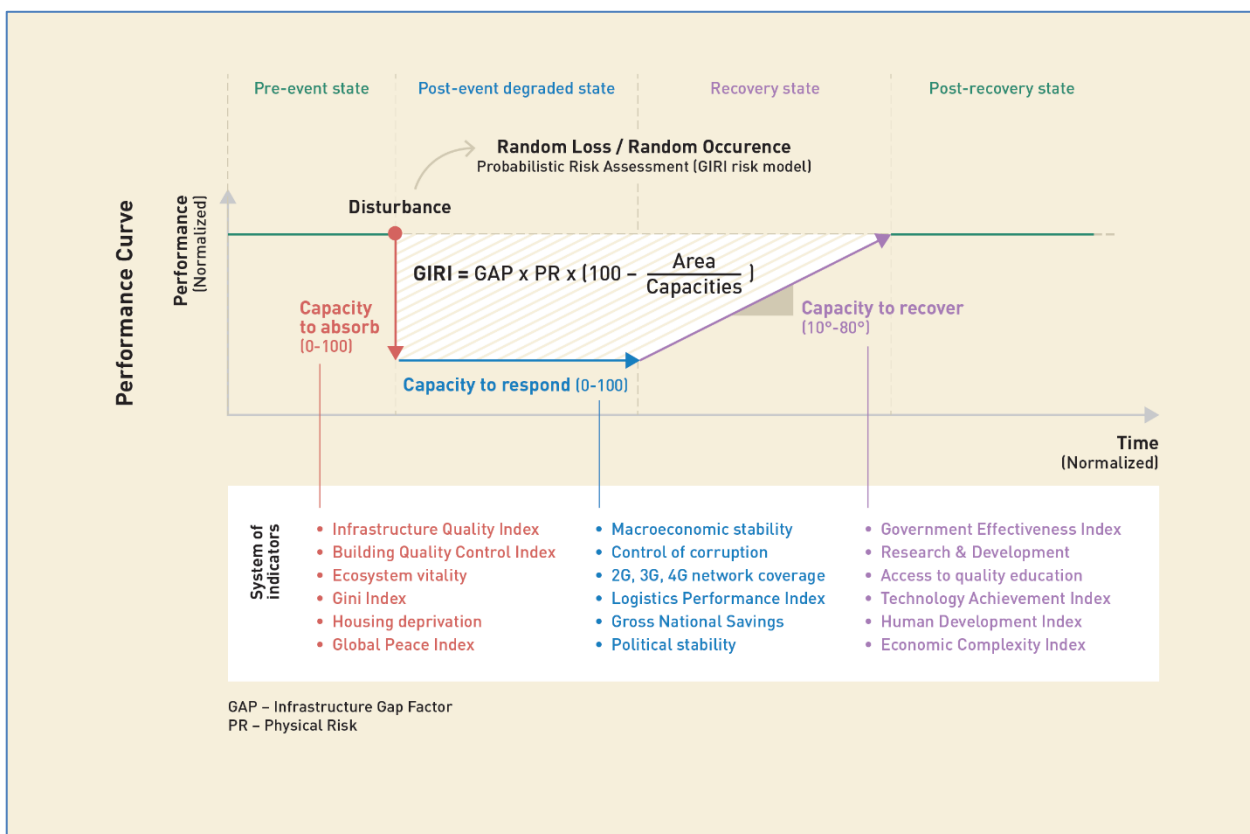 Pre-event state
Post-event degraded state
Recovery state
Post-recovery state
Random Loss / Random Occurence
Probabilistic Risk Assessment (GIRI risk model)
Disturbance
Performance Curve
Performance
(Normalized)
GIRI = GAP x PR x (100 – Area / Capacities )
Capacity
to absorb
(0-100)
Capacity to recover
(10°-80°)
Capacity to respond (0-100)
Time
(Normalized)
System of
indicators
• Infrastructure Quality Index
• Building Quality Control Index
• Ecosystem vitality
• Gini Index
• Housing deprivation
• Global Peace Index
• Macroeconomic stability
• Control of corruption
• 2G, 3G, 4G network coverage
• Logistics Performance Index
• Gross National Savings
• Political stability
• Government Effectiveness Index
• Research & Development
• Access to quality education
• Technology Achievement Index
• Human Development Index
• Economic Complexity Index
GAP – Infrastructure Gap Factor
PR – Physical Risk